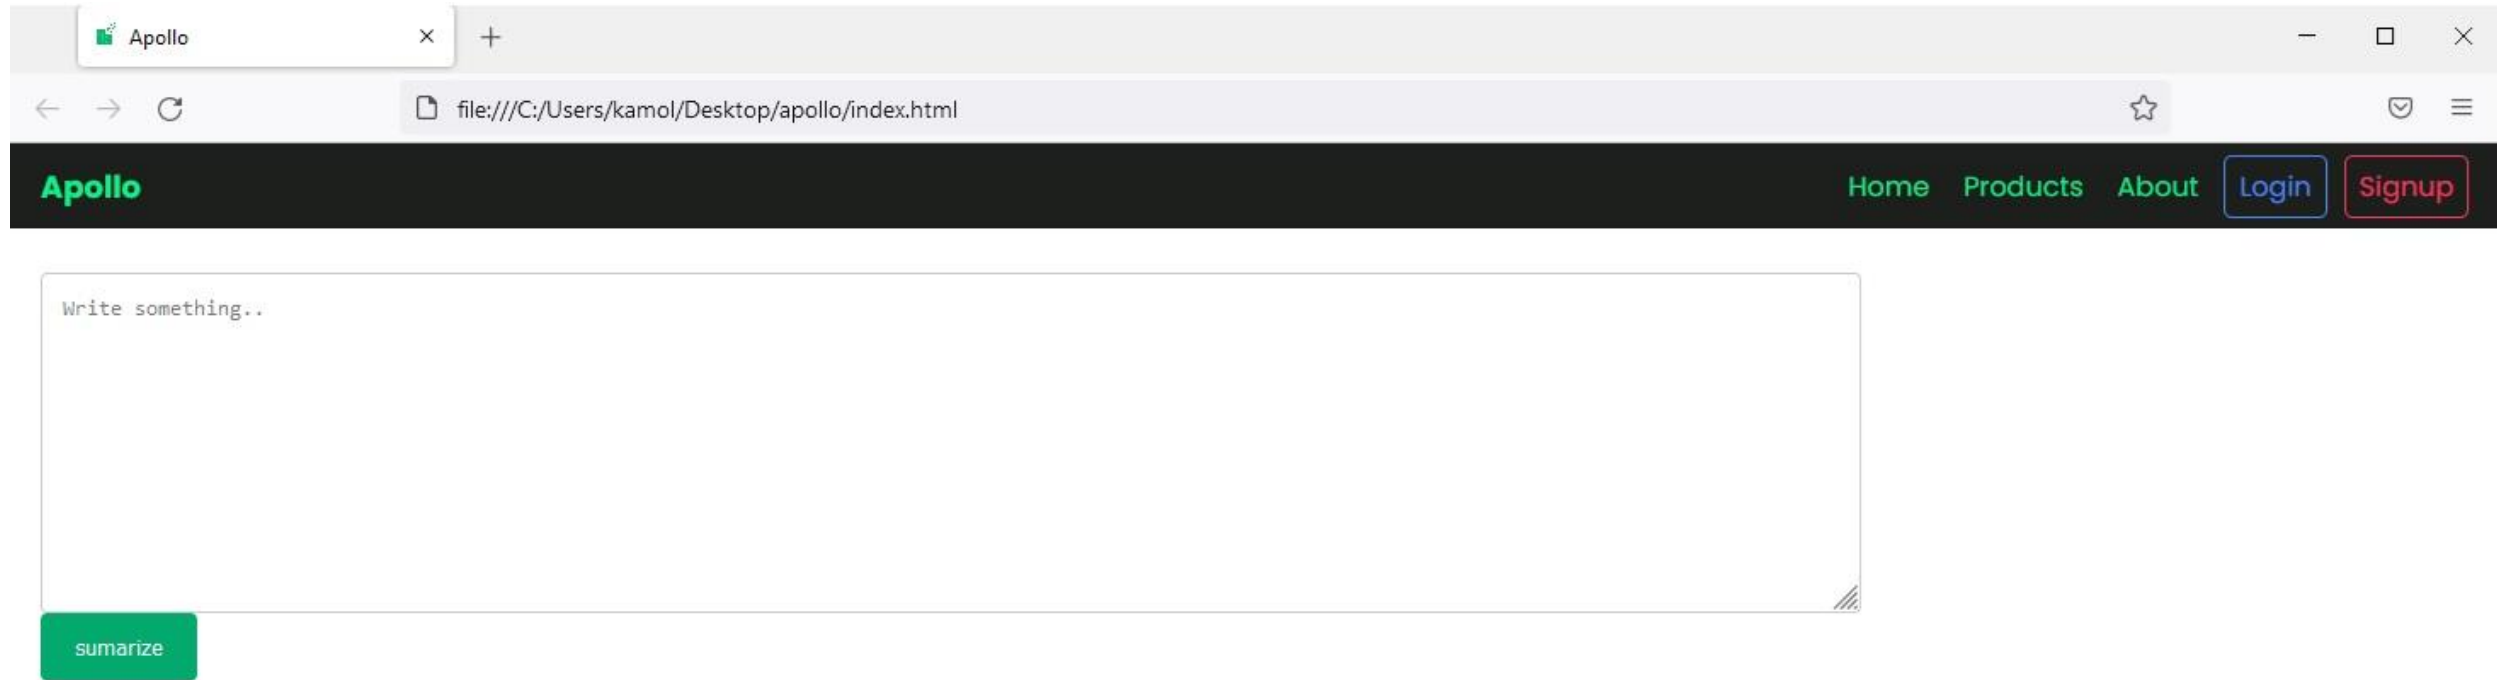 Apollo
file:///C:/Users/kamol/Desktop/apollo/index.html
Apollo Home Products About Login Signup
Write something..
sumarize